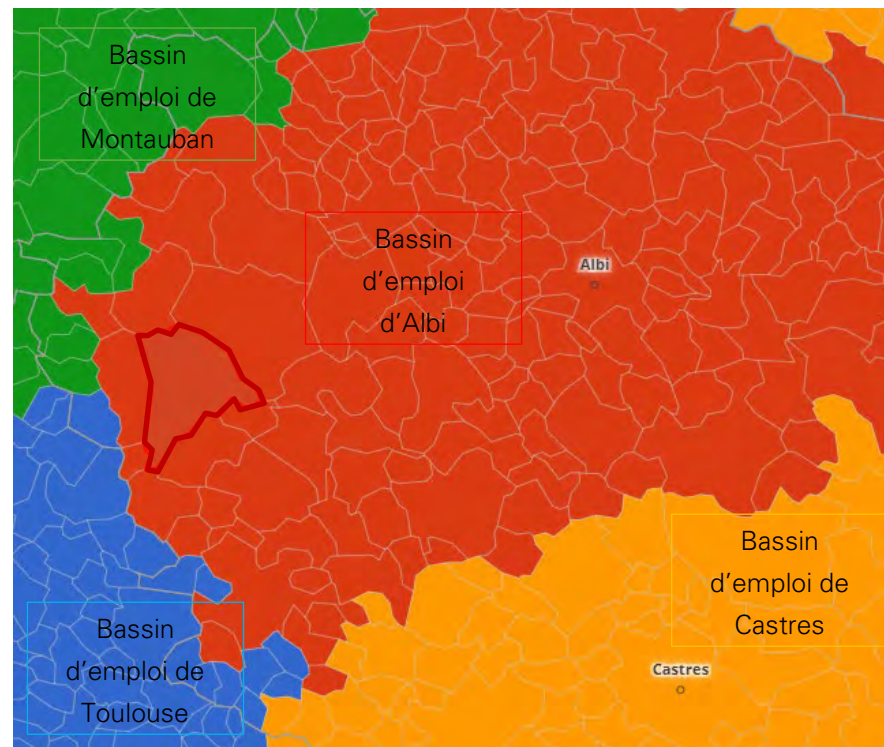 Bassin
d’emploi de
Montauban
Bassin
d’emploi
d’Albi
Albi
Bassin
d’emploi de
Castres
Bassin
d’emploi de
Toulouse
Castres